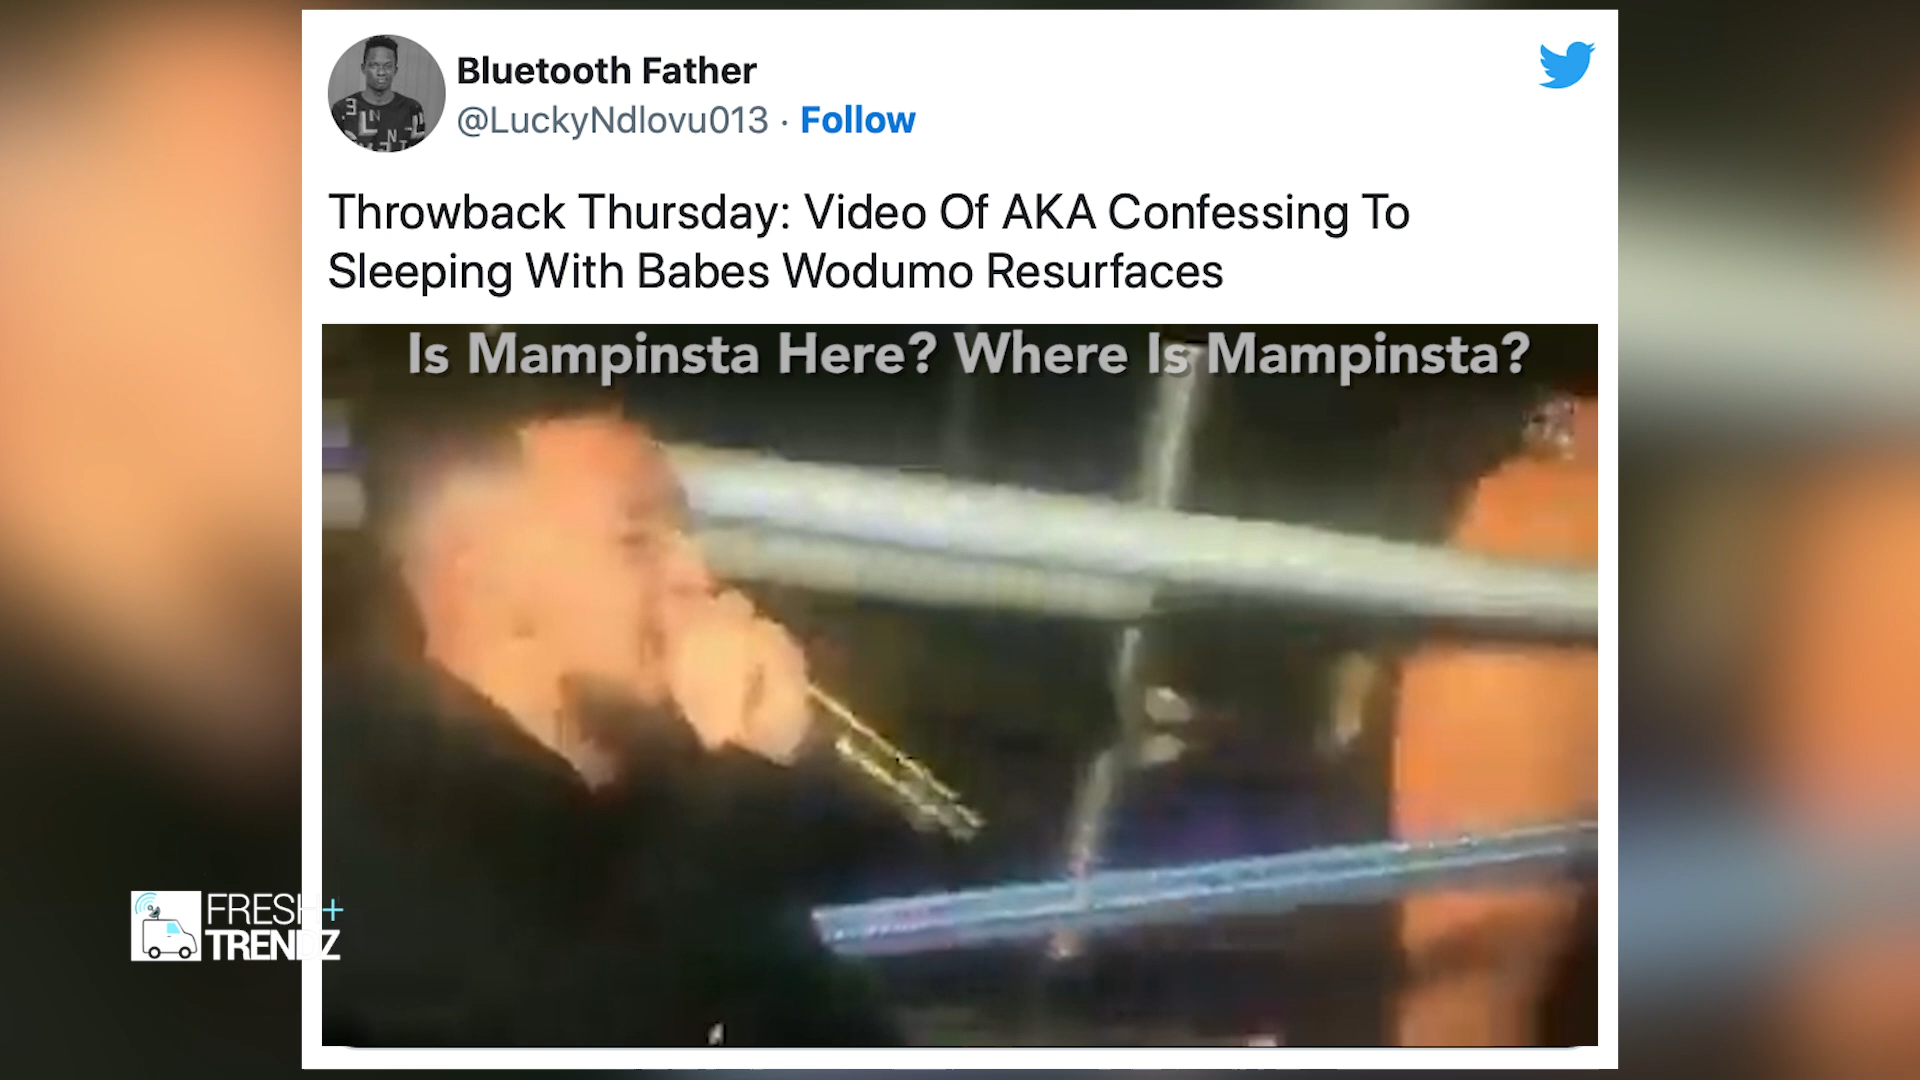 Bluetooth Father
@LuckyNdlovu013 · Follow
Throwback Thursday: Video Of AKA Confessing To
Sleeping With Babes Wodumo Resurfaces
Is Mampinsta Here? Where Is Mampinsta?
FRESH+
TRENDZ